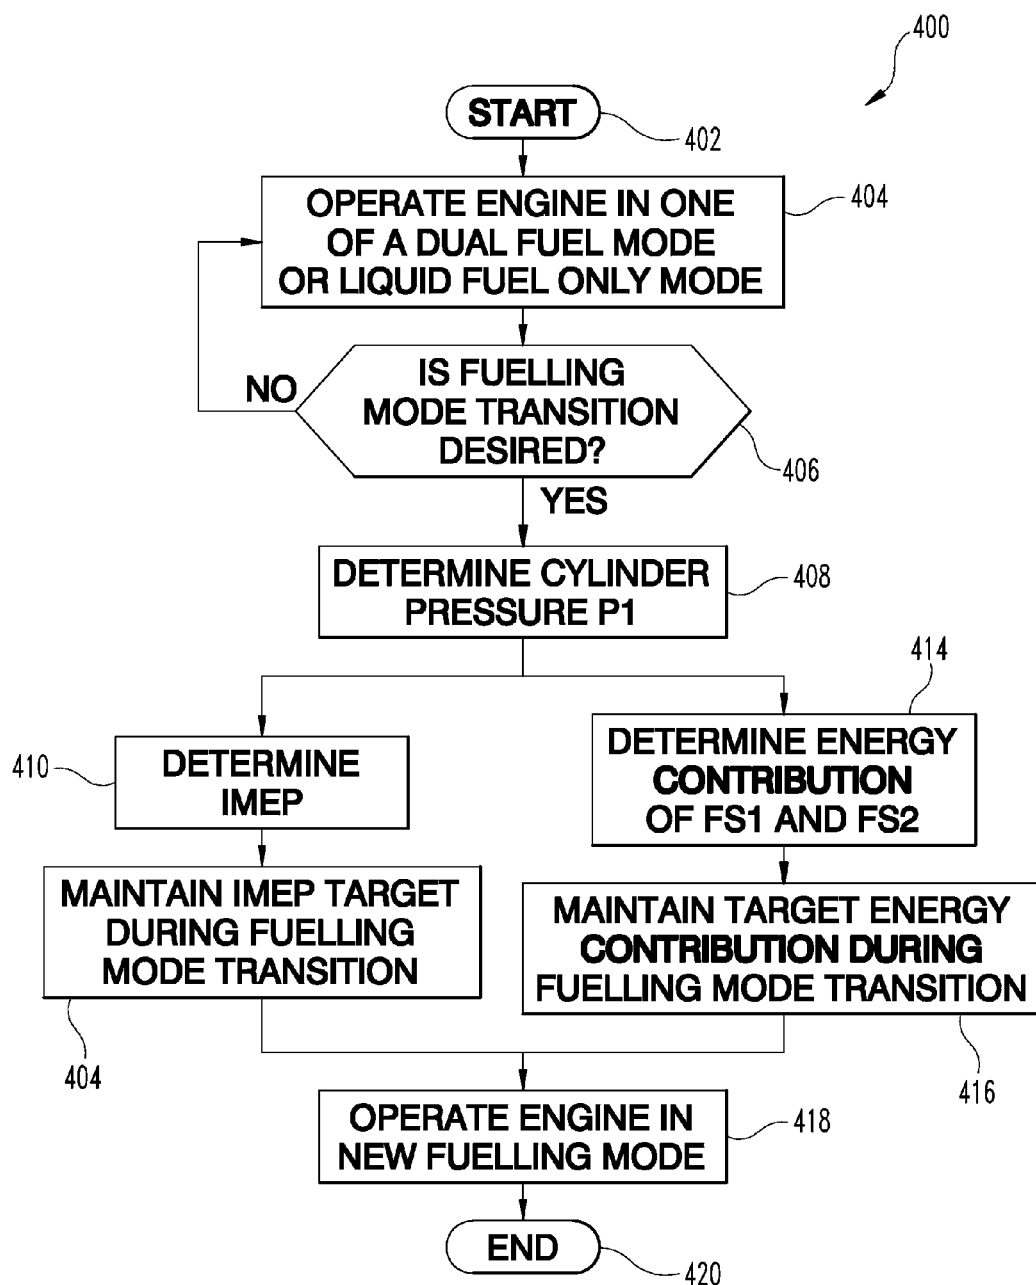 400
START
402
OPERATE ENGINE IN ONE
OF A DUAL FUEL MODE
OR LIQUID FUEL ONLY MODE
404
IS FUELLING
MODE TRANSITION
DESIRED?
NO
406
YES
DETERMINE CYLINDER
PRESSURE P1
408
410
DETERMINE
IMEP
414
DETERMINE ENERGY
CONTRIBUTION
OF FS1 AND FS2
MAINTAIN IMEP TARGET
DURING FUELLING
MODE TRANSITION
404
MAINTAIN TARGET ENERGY
CONTRIBUTION DURING
FUELLING MODE TRANSITION
416
OPERATE ENGINE IN
NEW FUELLING MODE
418
END
420